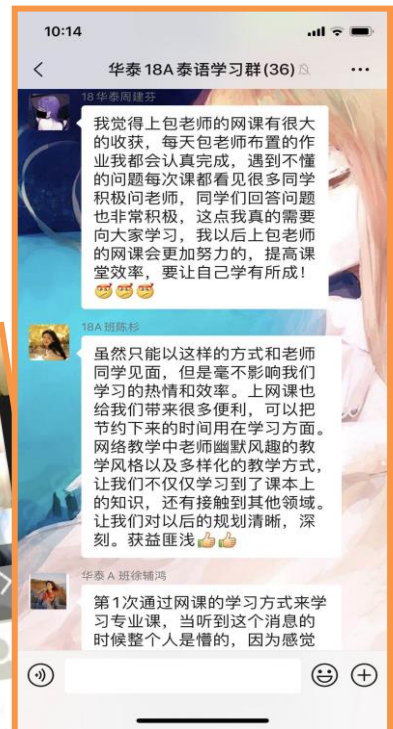 10:14
华泰18A泰语学习群(36)
18华泰周建芬
我觉得上包老师的网课有很大
的收获，每天包老师布置的作
业我都会认真完成，遇到不懂
的问题每次课都看见很多同学
积极问老师，同学们回答问题
也非常积极，这点我真的需要
向大家学习，我以后上包老师
的网课会更加努力的，提高课
堂效率，要让自己学有所成！
18A班陈杉
虽然只能以这样的方式和老师
同学见面，但是毫不影响我们
学习的热情和效率。上网课也
给我们带来很多便利，可以把
节约下来的时间用在学习方面。
网络教学中老师幽默风趣的教
学风格以及多样化的教学方式，
让我们不仅仅学习到了课本上
的知识，还有接触到其他领域。
让我们对以后的规划清晰，深
刻。获益匪浅
华泰A 班徐辅鸿
第1次通过网课的学习方式来学
习专业课，当听到这个消息的
时候整个人是懵的，因为感觉